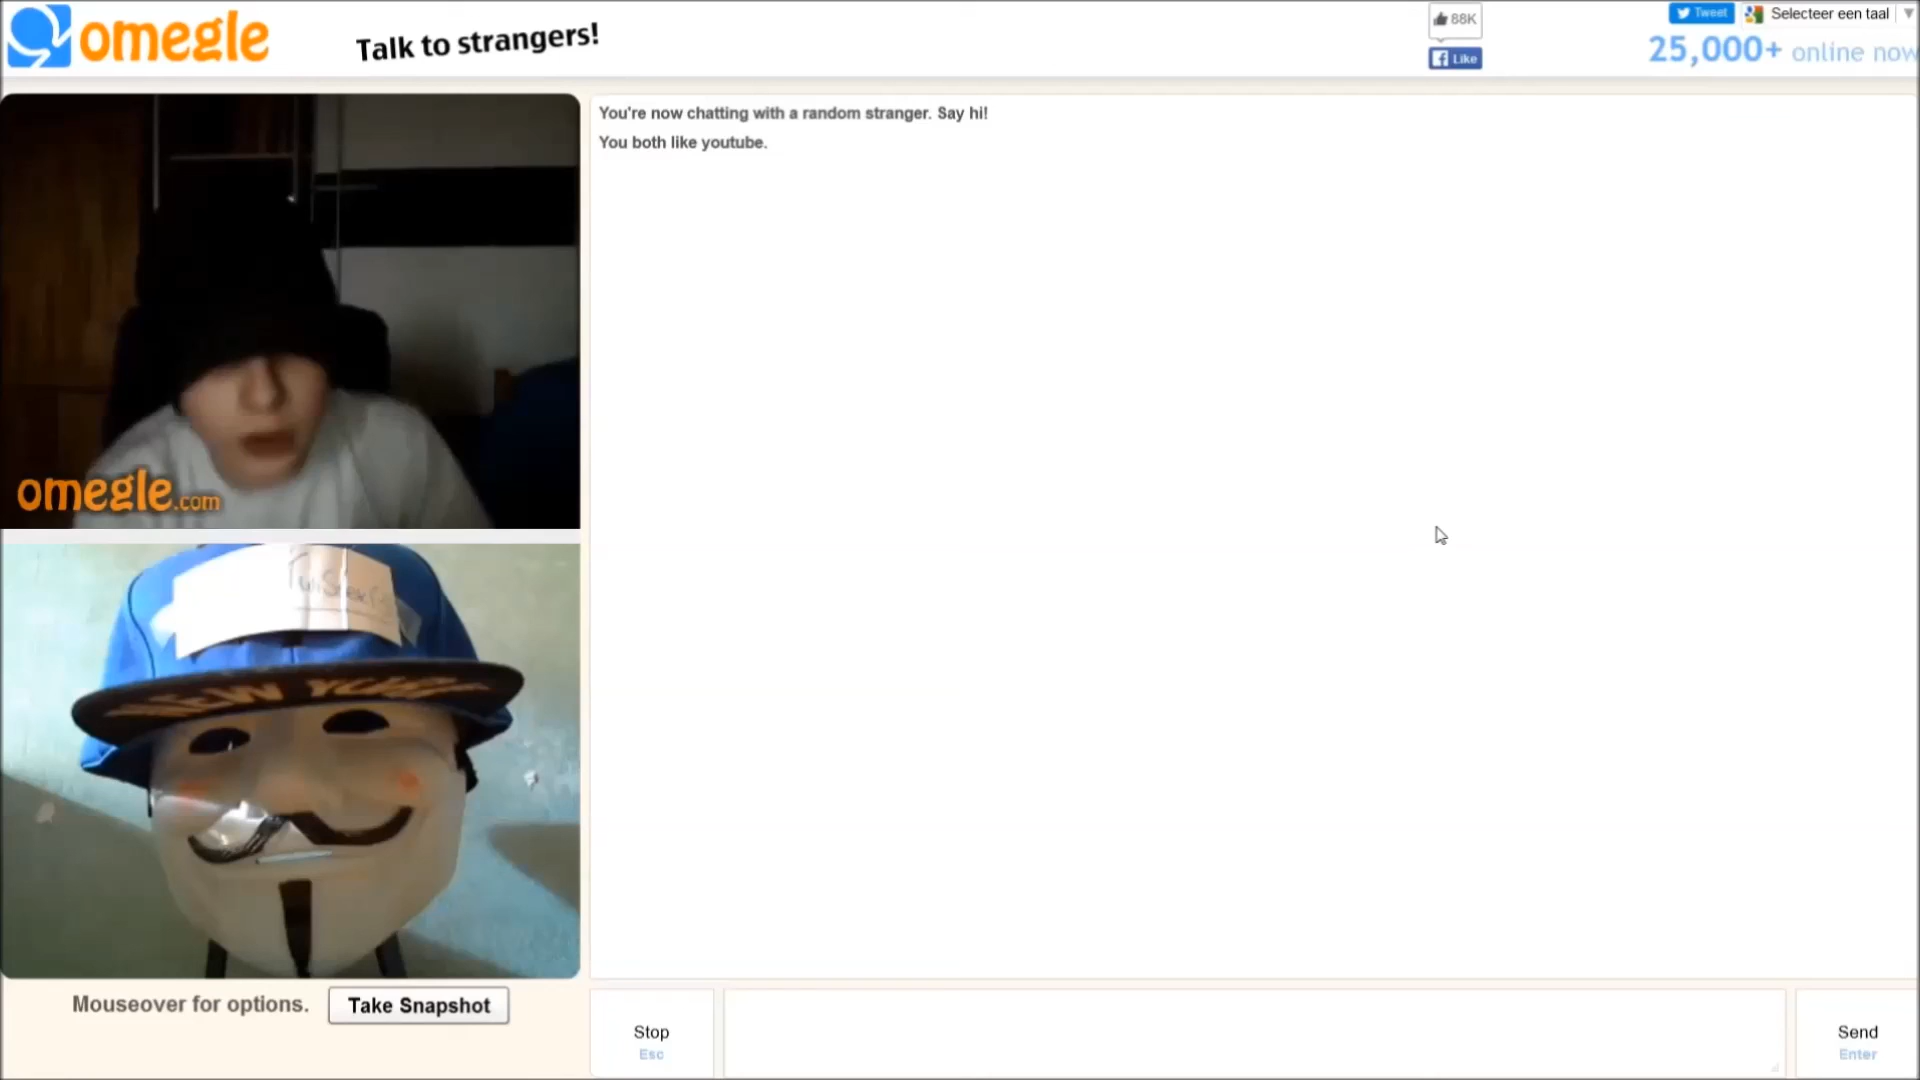 omegle
Talk to strangers!
88K
Like
Tweet
Selecteer een taal
25,000+ online now
You're now chatting with a random stranger. Say hi!
You both like youtube.
omegle.com
NEW YORK
Mouseover for options.
Take Snapshot
Stop
Esc
Send
Enter